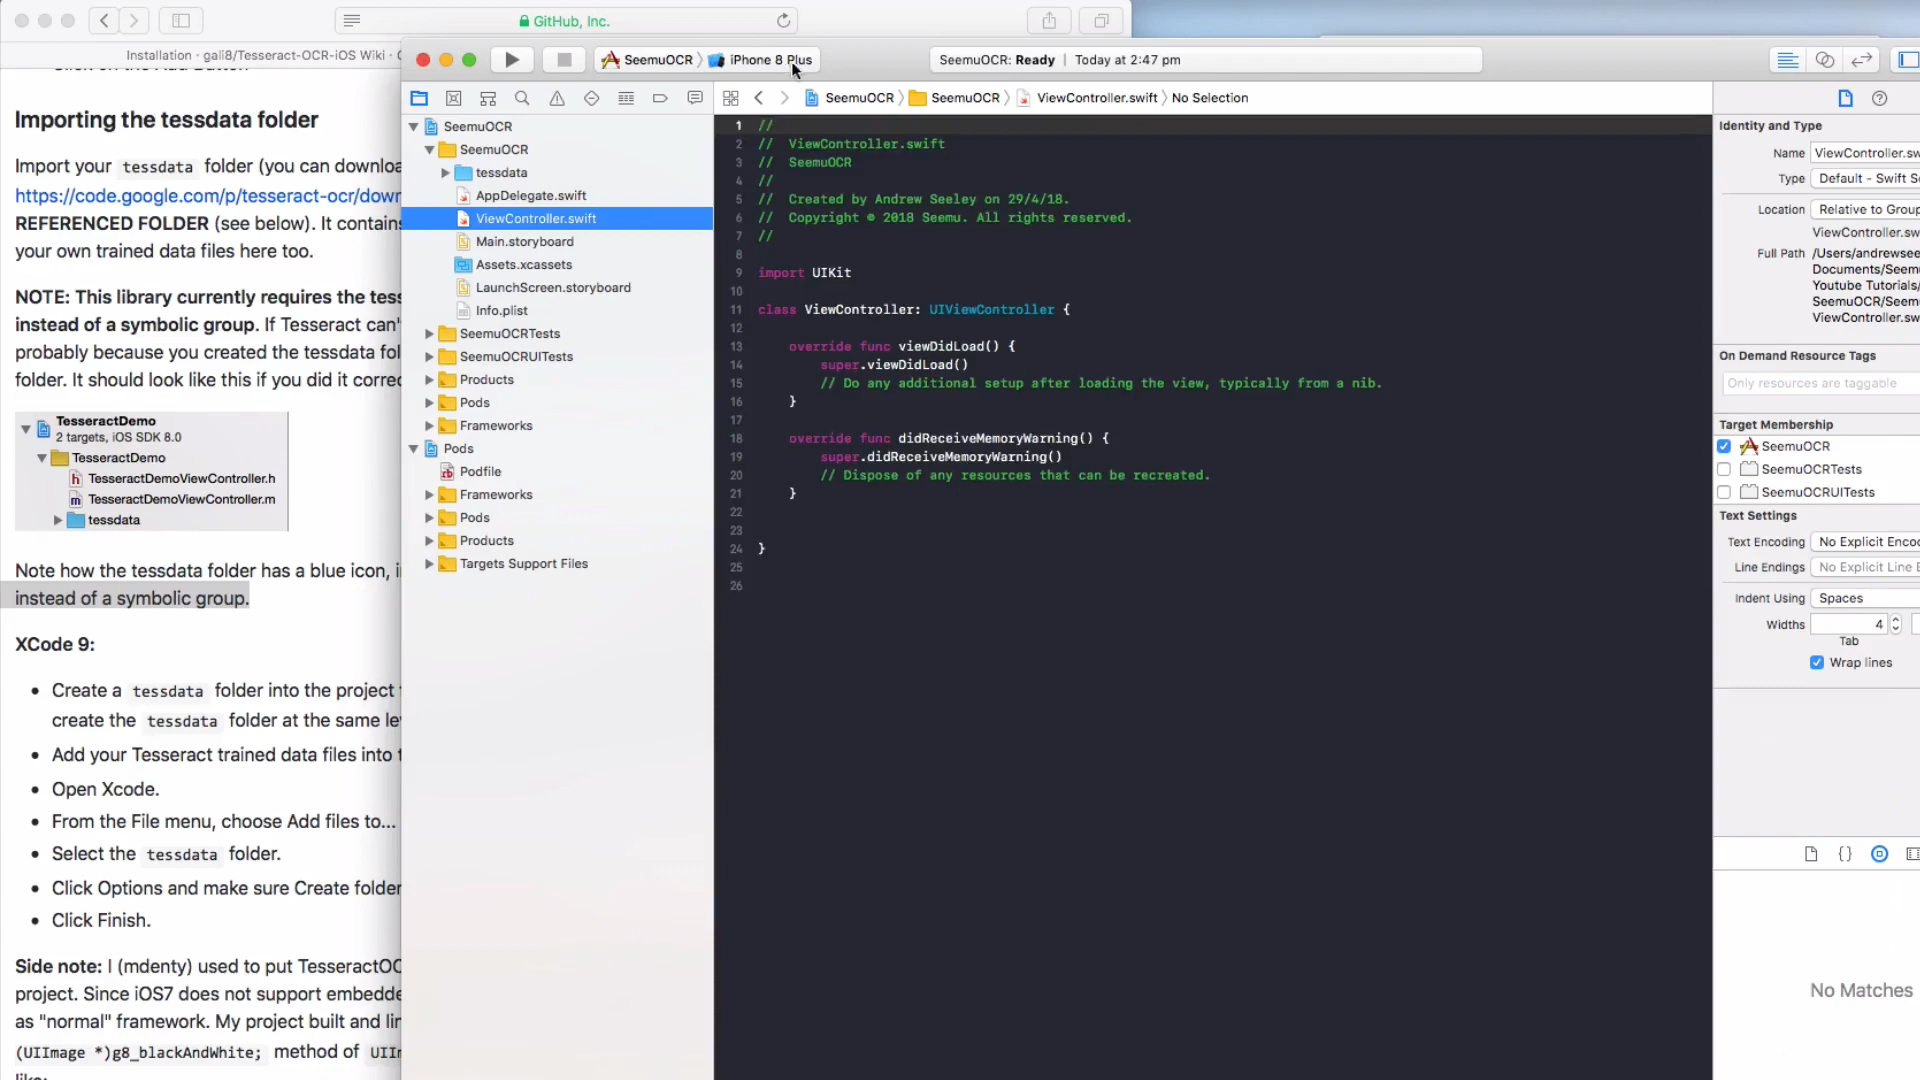 GitHub, Inc.
Installation · gali8/Tesseract-OCR-iOS Wiki ·
Importing the tessdata folder
Import your tessdata folder (you can downloa
https://code.google.com/p/tesseract-ocr/dow
REFERENCED FOLDER (see below). It contains
your own trained data files here too.
NOTE: This library currently requires the tess
instead of a symbolic group. If Tesseract can'
probably because you created the tessdata fol
folder. It should look like this if you did it correc
TesseractDemo
2 targets, iOS SDK 8.0
TesseractDemo
TesseractDemoViewController.h
TesseractDemoViewController.m
tessdata
Note how the tessdata folder has a blue icon, i
instead of a symbolic group.
XCode 9:
Create a tessdata folder into the project
create the tessdata folder at the same le
Add your Tesseract trained data files into
Open Xcode.
From the File menu, choose Add files to...
Select the tessdata folder.
Click Options and make sure Create folder
Click Finish.
Side note: I (mdenty) used to put TesseractOC
project. Since iOS7 does not support embedde
as "normal" framework. My project built and lin
(UIImage *)g8_blackAndWhite; method of UIIm
SeemuOCR iPhone 8 Plus
SeemuOCR: Ready | Today at 2:47 pm
SeemuOCR
SeemuOCR
tessdata
AppDelegate.swift
ViewController.swift
Main.storyboard
Assets.xcassets
LaunchScreen.storyboard
Info.plist
SeemuOCRTests
SeemuOCRUITests
Products
Pods
Frameworks
Pods
Podfile
Frameworks
Pods
Products
Targets Support Files
SeemuOCR SeemuOCR ViewController.swift No Selection
1 //
2 //  ViewController.swift
3 //  SeemuOCR
4 //
5 //  Created by Andrew Seeley on 29/4/18.
6 //  Copyright © 2018 Seemu. All rights reserved.
7 //
8
9 import UIKit
10
11 class ViewController: UIViewController {
12
13     override func viewDidLoad() {
14         super.viewDidLoad()
15         // Do any additional setup after loading the view, typically from a nib.
16     }
17
18     override func didReceiveMemoryWarning() {
19         super.didReceiveMemoryWarning()
20         // Dispose of any resources that can be recreated.
21     }
22
23
24 }
25
26
Identity and Type
Name ViewController.sw
Type Default - Swift S
Location Relative to Group
ViewController.sw
Full Path /Users/andrewsee
Documents/Seem
Youtube Tutorials/
SeemuOCR/Seem
ViewController.sw
On Demand Resource Tags
Only resources are taggable
Target Membership
SeemuOCR
SeemuOCRTests
SeemuOCRUITests
Text Settings
Text Encoding No Explicit Enco
Line Endings No Explicit Line E
Indent Using Spaces
Widths 4
Tab
Wrap lines
No Matches